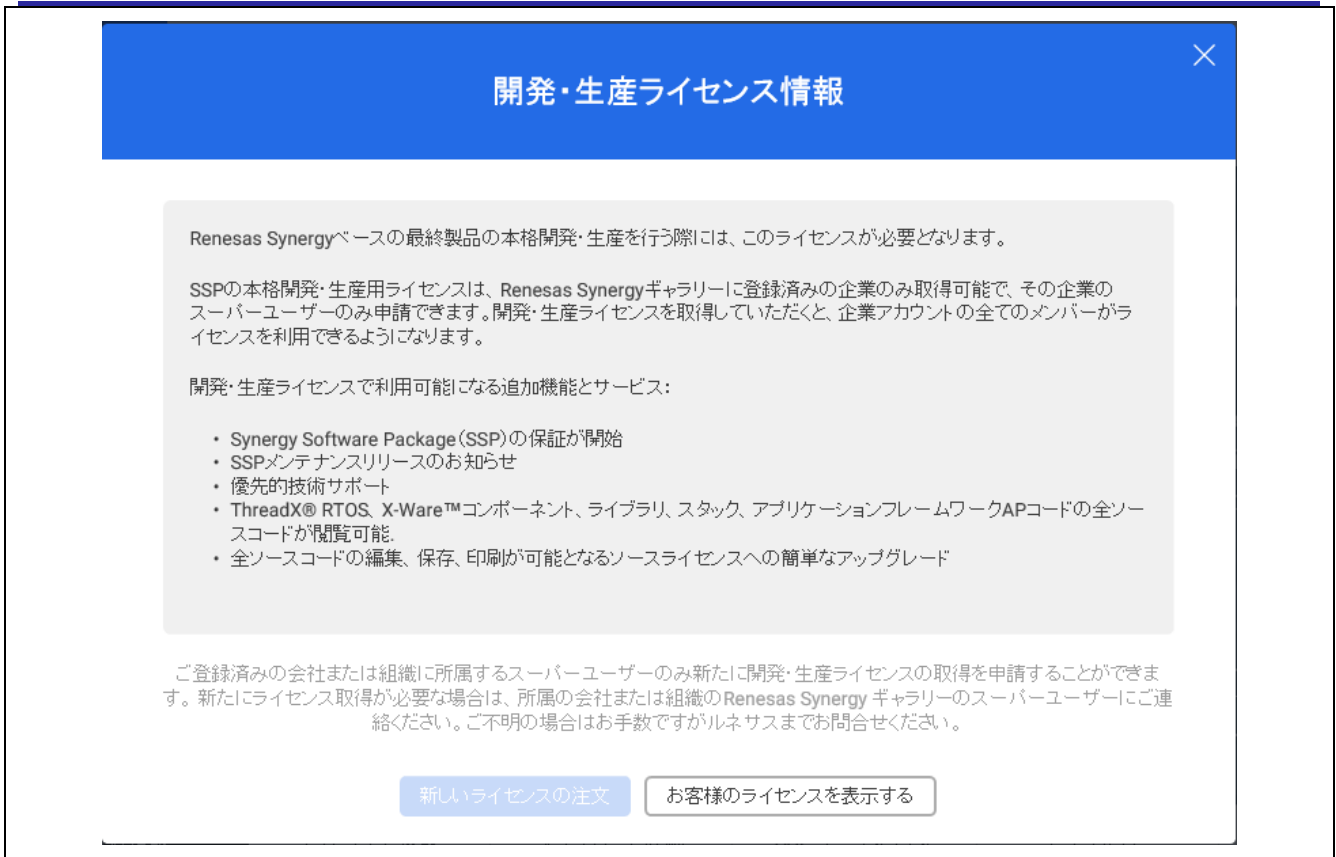 開発・生産ライセンス情報
Renesas Synergyベースの最終製品の本格開発・生産を行う際には、このライセンスが必要となります。
SSPの本格開発・生産用ライセンスは、Renesas Synergyギャラリーに登録済みの企業のみ取得可能で、その企業の
スーパーユーザーのみ申請できます。開発・生産ライセンスを取得していただくと、企業アカウントの全てのメンバーがラ
イセンスを利用できるようになります。
開発・生産ライセンスで利用可能になる追加機能とサービス:
・ Synergy Software Package（SSP）の保証が開始
・ SSPメンテナンスリリースのお知らせ
・ 優先的技術サポート
・ ThreadX® RTOS、X-Ware™コンポーネント、ライブラリ、スタック、アプリケーションフレームワークAPコードの全ソー
スコードが閲覧可能.
・ 全ソースコードの編集、保存、印刷が可能となるソースライセンスへの簡単なアップグレード
ご登録済みの会社または組織に所属するスーパーユーザーのみ新たに開発・生産ライセンスの取得を申請することができま
す。新たにライセンス取得が必要な場合は、所属の会社または組織のRenesas Synergy ギャラリーのスーパーユーザーにご連
絡ください。ご不明の場合はお手数ですがルネサスまでお問合せください。
新しいライセンスの注文
お客様のライセンスを表示する